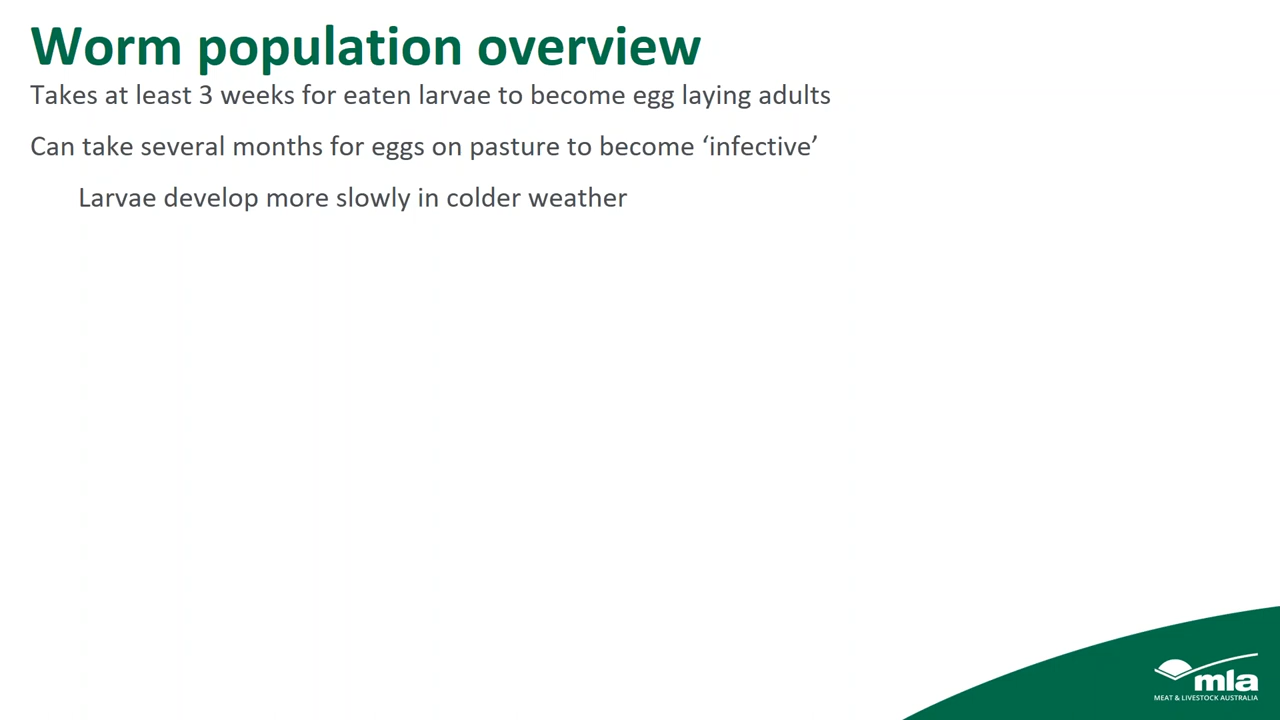 Worm population overview
Takes at least 3 weeks for eaten larvae to become egg laying adults
Can take several months for eggs on pasture to become ‘infective’
Larvae develop more slowly in colder weather
mla
MEAT & LIVESTOCK AUSTRALIA